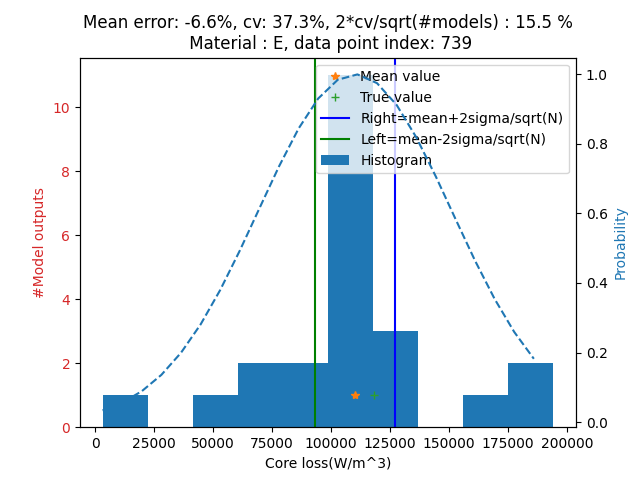 Mean error: -6.6%, cv: 37.3%, 2*cv/sqrt(#models) : 15.5 %
Material : E, data point index: 739
Mean value
True value
Right=mean+2sigma/sqrt(N)
Left=mean-2sigma/sqrt(N)
Histogram
#Model outputs
10
8
6
4
2
0
1.0
0.8
0.6
0.4
0.2
0.0
Probability
0 25000 50000 75000 100000 125000 150000 175000 200000
Core loss(W/m^3)